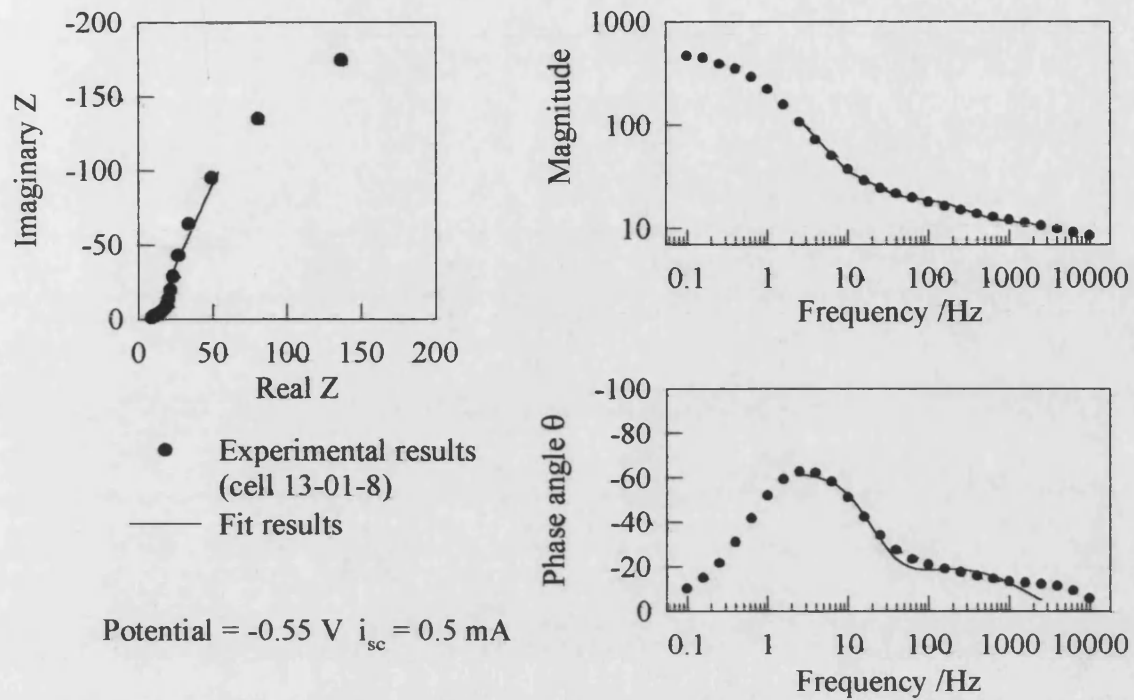 -200
-150
-100
-50
0
Imaginary Z
0 50 100 150 200
Real Z
Experimental results
(cell 13-01-8)
Fit results
Potential = -0.55 V i_sc = 0.5 mA
1000
100
10
Magnitude
0.1 1 10 100 1000 10000
Frequency /Hz
-100
-80
-60
-40
-20
0
Phase angle θ
0.1 1 10 100 1000 10000
Frequency /Hz